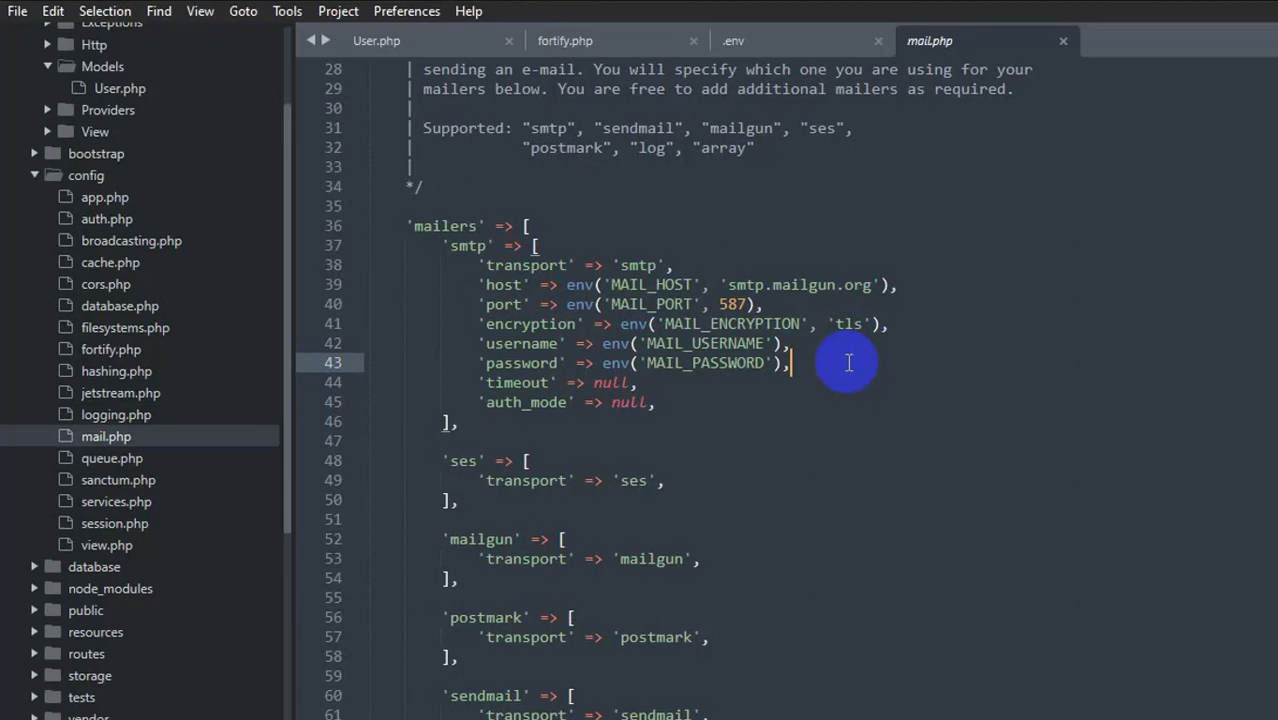 File Edit Selection Find View Goto Tools Project Preferences Help
Exceptions
Http
Models
User.php
Providers
View
bootstrap
config
app.php
auth.php
broadcasting.php
cache.php
cors.php
database.php
filesystems.php
fortify.php
hashing.php
jetstream.php
logging.php
mail.php
queue.php
sanctum.php
services.php
session.php
view.php
database
node_modules
public
resources
routes
storage
tests
vendor
User.php fortify.php .env mail.php
28 | sending an e-mail. You will specify which one you are using for your
29 | mailers below. You are free to add additional mailers as required.
30 |
31 | Supported: "smtp", "sendmail", "mailgun", "ses",
32 | "postmark", "log", "array"
33 |
34 */
35
36 'mailers' => [
37 'smtp' => [
38 'transport' => 'smtp',
39 'host' => env('MAIL_HOST', 'smtp.mailgun.org'),
40 'port' => env('MAIL_PORT', 587),
41 'encryption' => env('MAIL_ENCRYPTION', 'tls'),
42 'username' => env('MAIL_USERNAME'),
43 'password' => env('MAIL_PASSWORD'),
44 'timeout' => null,
45 'auth_mode' => null,
46 ],
47
48 'ses' => [
49 'transport' => 'ses',
50 ],
51
52 'mailgun' => [
53 'transport' => 'mailgun',
54 ],
55
56 'postmark' => [
57 'transport' => 'postmark',
58 ],
59
60 'sendmail' => [
61 'transport' => 'sendmail',